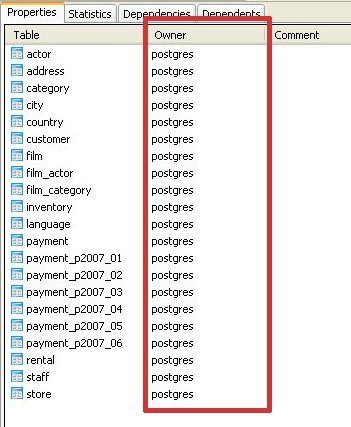 Properties Statistics Dependencies Dependents
Table Owner Comment
actor postgres
address postgres
category postgres
city postgres
country postgres
customer postgres
film postgres
film_actor postgres
film_category postgres
inventory postgres
language postgres
payment postgres
payment_p2007_01 postgres
payment_p2007_02 postgres
payment_p2007_03 postgres
payment_p2007_04 postgres
payment_p2007_05 postgres
payment_p2007_06 postgres
rental postgres
staff postgres
store postgres